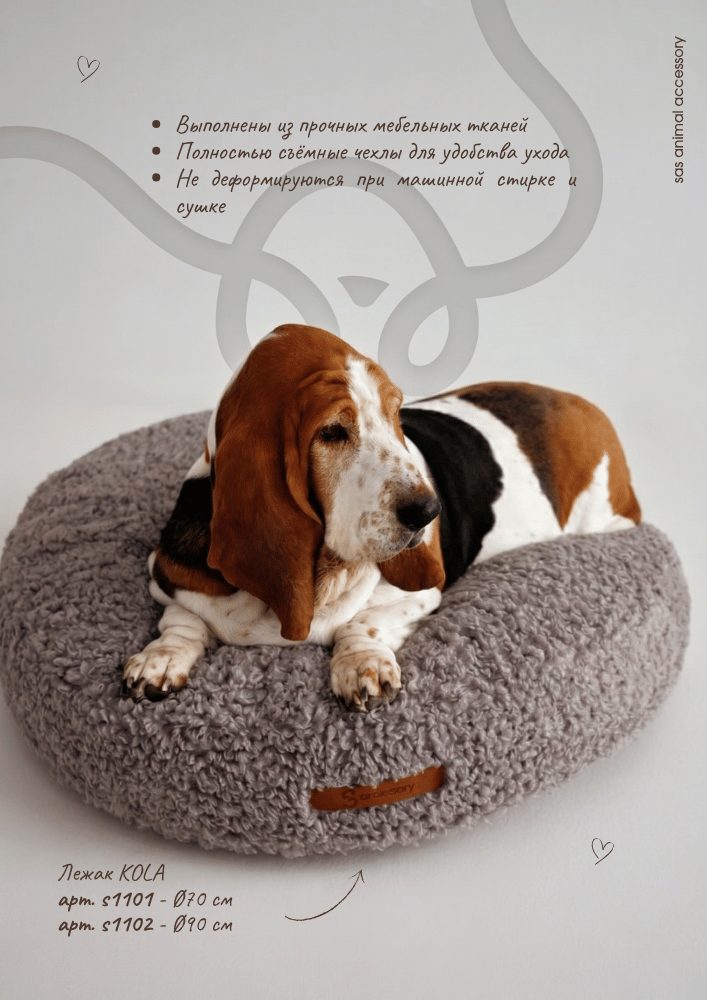 sas animal accessory
• Выполнены из прочных мебельных тканей
• Полностью съёмные чехлы для удобства ухода
• Не деформируются при машинной стирке и
сушке
Лежак KOLA
арт. s1101 - Ø70 см
арт. s1102 - Ø90 см